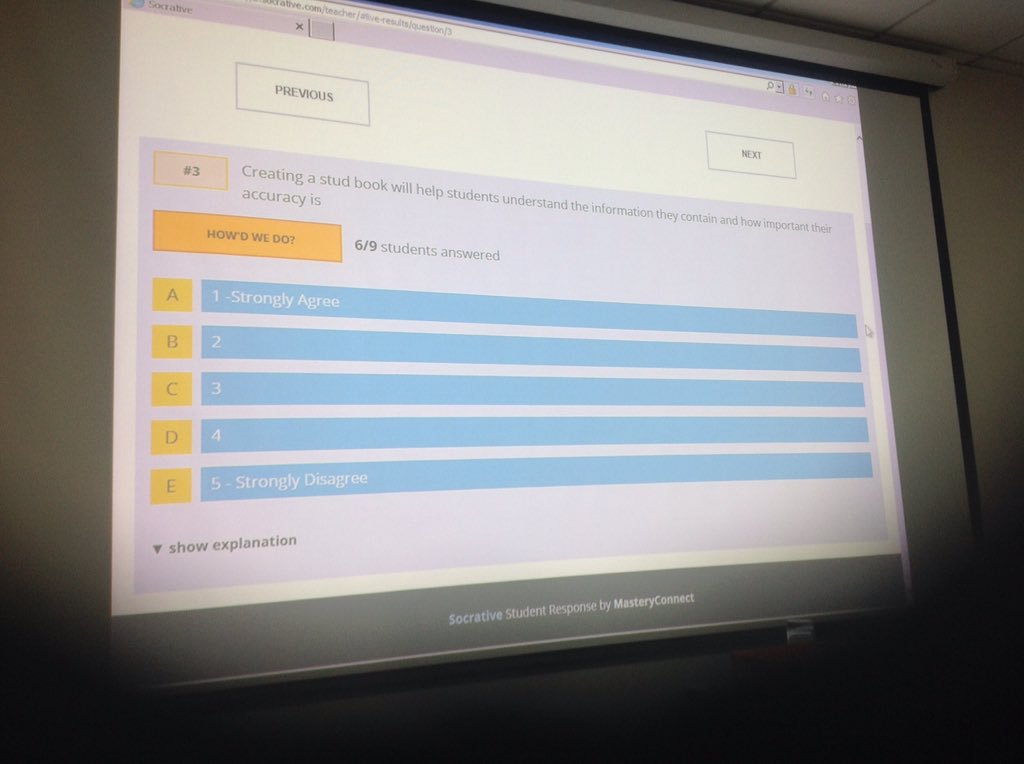 Socrative
socrative.com/teacher/#live-results/question/3
PREVIOUS
NEXT
#3
Creating a stud book will help students understand the information they contain and how important their
accuracy is
HOW'D WE DO?
6/9 students answered
A
1 -Strongly Agree
B
2
C
3
D
4
E
5 - Strongly Disagree
▼ show explanation
Socrative Student Response by MasteryConnect